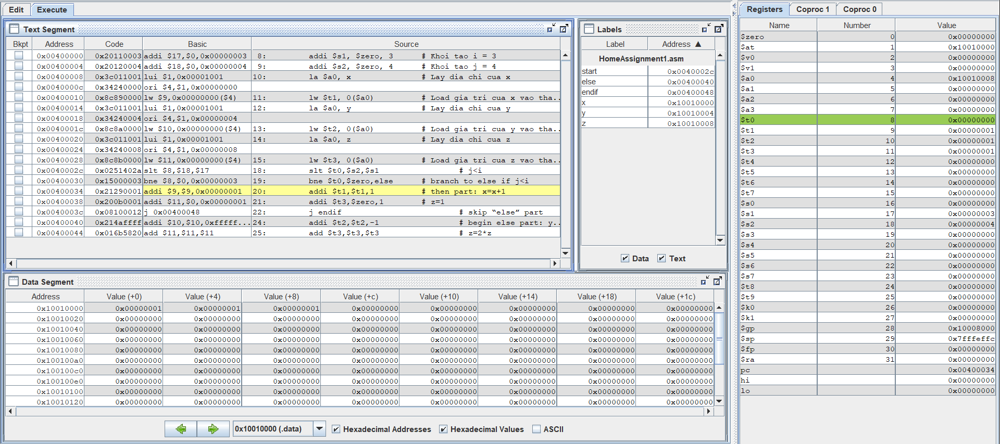 Edit Execute
Text Segment
Bkpt Address Code Basic Source
0x00400000 0x20110003 addi $17,$0,0x00000003 8: addi $s1, $zero, 3 # Khoi tao i = 3
0x00400004 0x20120004 addi $18,$0,0x00000004 9: addi $s2, $zero, 4 # Khoi tao j = 4
0x00400008 0x3c011001 lui $1,0x00001001 10: la $a0, x # Lay dia chi cua x
0x0040000c 0x34240000 ori $4,$1,0x00000000
0x00400010 0x8c890000 lw $9,0x00000000($4) 11: lw $t1, 0($a0) # Load gia tri cua x vao tha..
0x00400014 0x3c011001 lui $1,0x00001001 12: la $a0, y # Lay dia chi cua y
0x00400018 0x34240004 ori $4,$1,0x00000004
0x0040001c 0x8c8a0000 lw $10,0x00000000($4) 13: lw $t2, 0($a0) # Load gia tri cua y vao tha..
0x00400020 0x3c011001 lui $1,0x00001001 14: la $a0, z # Lay dia chi cua z
0x00400024 0x34240008 ori $4,$1,0x00000008
0x00400028 0x8c8b0000 lw $11,0x00000000($4) 15: lw $t3, 0($a0) # Load gia tri cua z vao tha..
0x0040002c 0x0251402a slt $8,$18,$17 18: slt $t0,$s2,$s1 # j<i
0x00400030 0x15000003 bne $8,$0,0x00000003 19: bne $t0,$zero,else # branch to else if j<i
0x00400034 0x21290001 addi $9,$9,0x00000001 20: addi $t1,$t1,1 # then part: x=x+1
0x00400038 0x200b0001 addi $11,$0,0x00000001 21: addi $t3,$zero,1 # z=1
0x0040003c 0x08100012 j 0x00400048 22: j endif # skip “else” part
0x00400040 0x214affff addi $10,$10,0xfffff... 24: addi $t2,$t2,-1 # begin else part: y..
0x00400044 0x016b5820 add $11,$11,$11 25: add $t3,$t3,$t3 # z=2*z
Labels
Label Address ▲
HomeAssignment1.asm
start 0x0040002c
else 0x00400040
endif 0x00400048
x 0x10010000
y 0x10010004
z 0x10010008
Data Text
Data Segment
Address Value (+0) Value (+4) Value (+8) Value (+c) Value (+10) Value (+14) Value (+18) Value (+1c)
0x10010000 0x00000001 0x00000001 0x00000001 0x00000000 0x00000000 0x00000000 0x00000000 0x00000000
0x10010020 0x00000000 0x00000000 0x00000000 0x00000000 0x00000000 0x00000000 0x00000000 0x00000000
0x10010040 0x00000000 0x00000000 0x00000000 0x00000000 0x00000000 0x00000000 0x00000000 0x00000000
0x10010060 0x00000000 0x00000000 0x00000000 0x00000000 0x00000000 0x00000000 0x00000000 0x00000000
0x10010080 0x00000000 0x00000000 0x00000000 0x00000000 0x00000000 0x00000000 0x00000000 0x00000000
0x100100a0 0x00000000 0x00000000 0x00000000 0x00000000 0x00000000 0x00000000 0x00000000 0x00000000
0x100100c0 0x00000000 0x00000000 0x00000000 0x00000000 0x00000000 0x00000000 0x00000000 0x00000000
0x100100e0 0x00000000 0x00000000 0x00000000 0x00000000 0x00000000 0x00000000 0x00000000 0x00000000
0x10010100 0x00000000 0x00000000 0x00000000 0x00000000 0x00000000 0x00000000 0x00000000 0x00000000
0x10010120 0x00000000 0x00000000 0x00000000 0x00000000 0x00000000 0x00000000 0x00000000 0x00000000
0x10010000 (.data) Hexadecimal Addresses Hexadecimal Values ASCII
Registers Coproc 1 Coproc 0
Name Number Value
$zero 0 0x00000000
$at 1 0x10010000
$v0 2 0x00000000
$v1 3 0x00000000
$a0 4 0x10010008
$a1 5 0x00000000
$a2 6 0x00000000
$a3 7 0x00000000
$t0 8 0x00000000
$t1 9 0x00000001
$t2 10 0x00000001
$t3 11 0x00000001
$t4 12 0x00000000
$t5 13 0x00000000
$t6 14 0x00000000
$t7 15 0x00000000
$s0 16 0x00000000
$s1 17 0x00000003
$s2 18 0x00000004
$s3 19 0x00000000
$s4 20 0x00000000
$s5 21 0x00000000
$s6 22 0x00000000
$s7 23 0x00000000
$t8 24 0x00000000
$t9 25 0x00000000
$k0 26 0x00000000
$k1 27 0x00000000
$gp 28 0x10008000
$sp 29 0x7fffeffc
$fp 30 0x00000000
$ra 31 0x00000000
pc 0x00400034
hi 0x00000000
lo 0x00000000